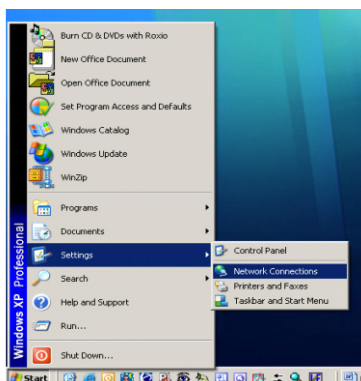 Burn CD & DVDs with Roxio
New Office Document
Open Office Document
Set Program Access and Defaults
Windows Catalog
Windows Update
WinZip
Programs
Documents
Settings
Search
Help and Support
Run...
Shut Down...
Windows XP Professional
Control Panel
Network Connections
Printers and Faxes
Taskbar and Start Menu
Start